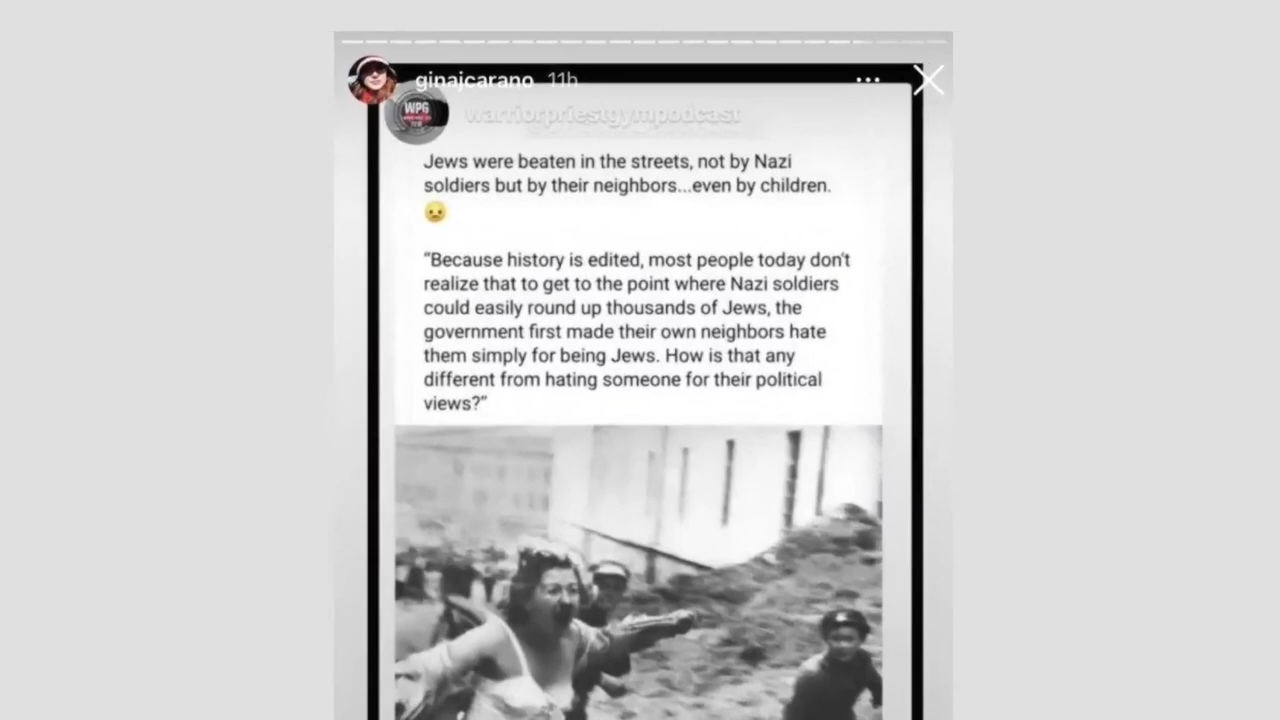 ginajcarano 11h
WPG
warriorpriestgympodcast
Jews were beaten in the streets, not by Nazi
soldiers but by their neighbors...even by children.
☹️
“Because history is edited, most people today don't
realize that to get to the point where Nazi soldiers
could easily round up thousands of Jews, the
government first made their own neighbors hate
them simply for being Jews. How is that any
different from hating someone for their political
views?”